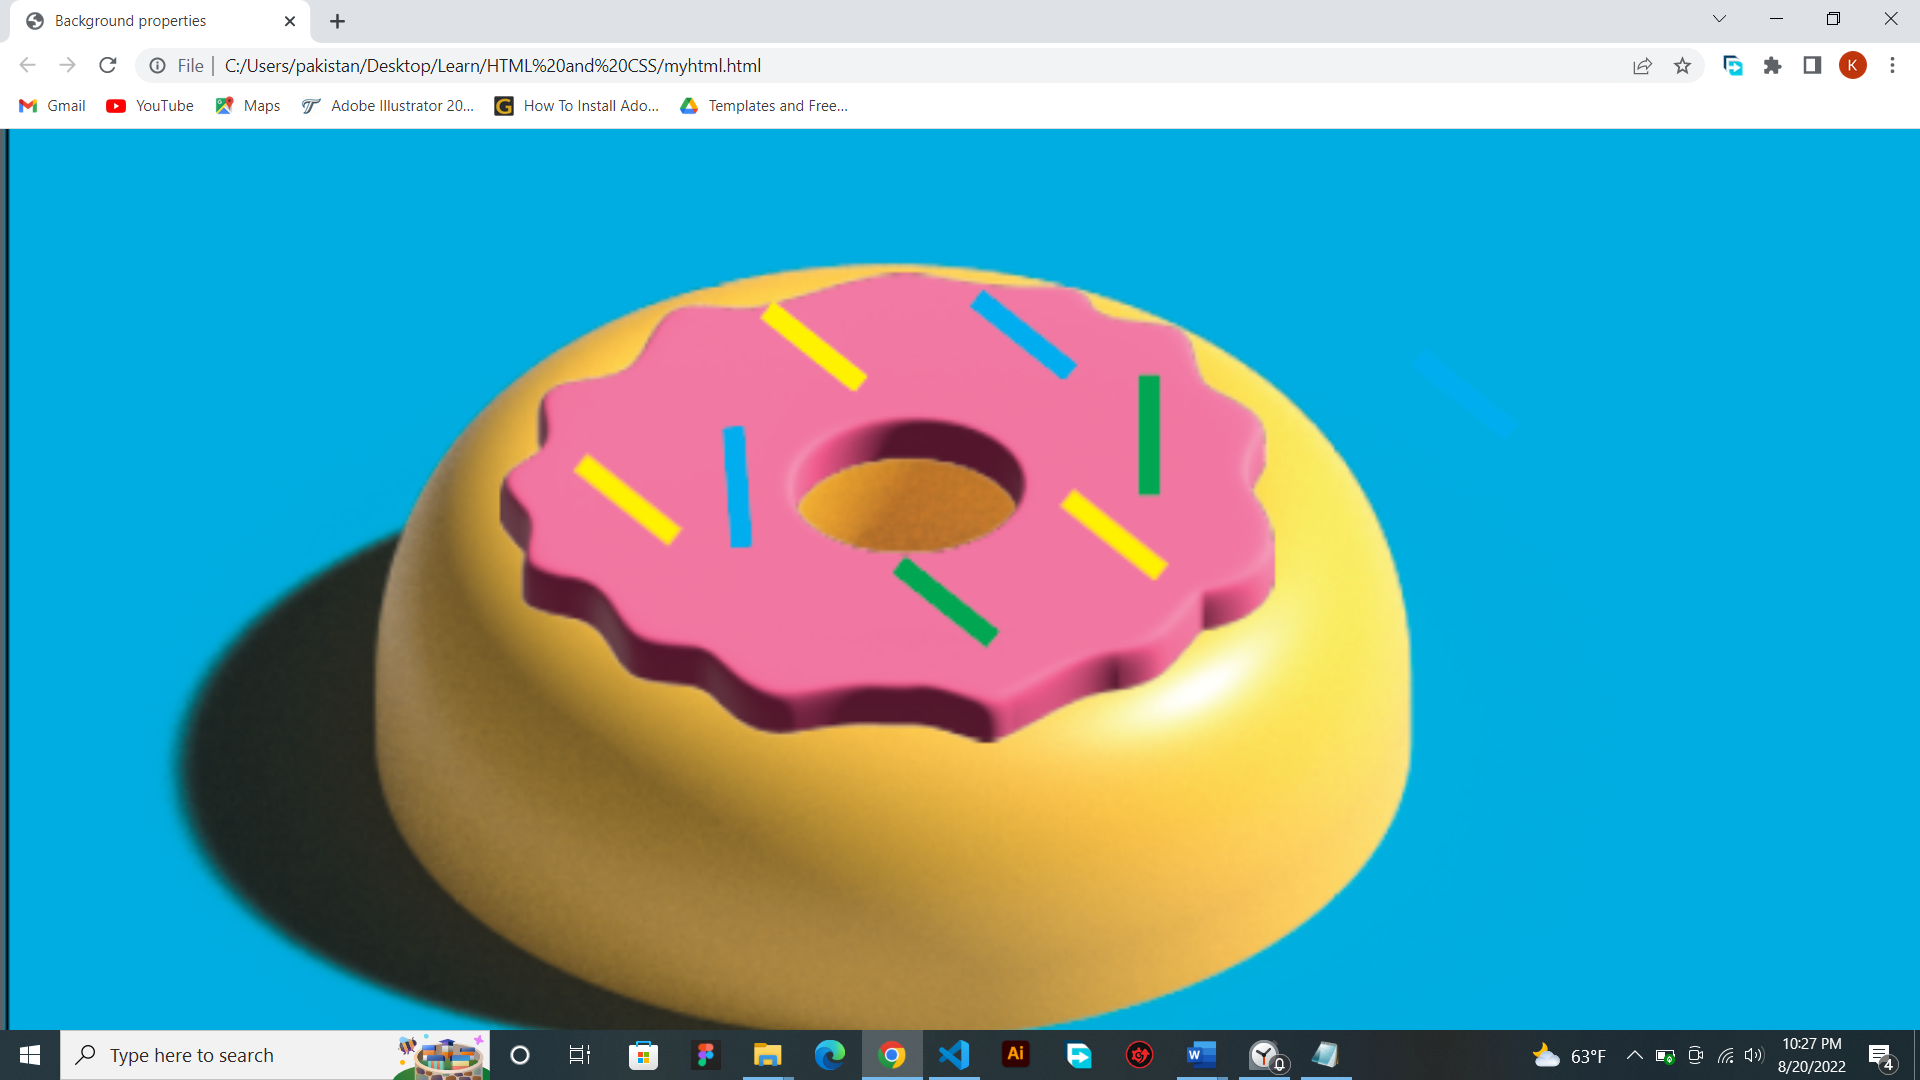 Background properties
File | C:/Users/pakistan/Desktop/Learn/HTML%20and%20CSS/myhtml.html
K
Gmail
YouTube
Maps
Adobe Illustrator 20...
G
How To Install Ado...
Templates and Free...
Type here to search
Ai
W
63°F
10:27 PM
8/20/2022
4